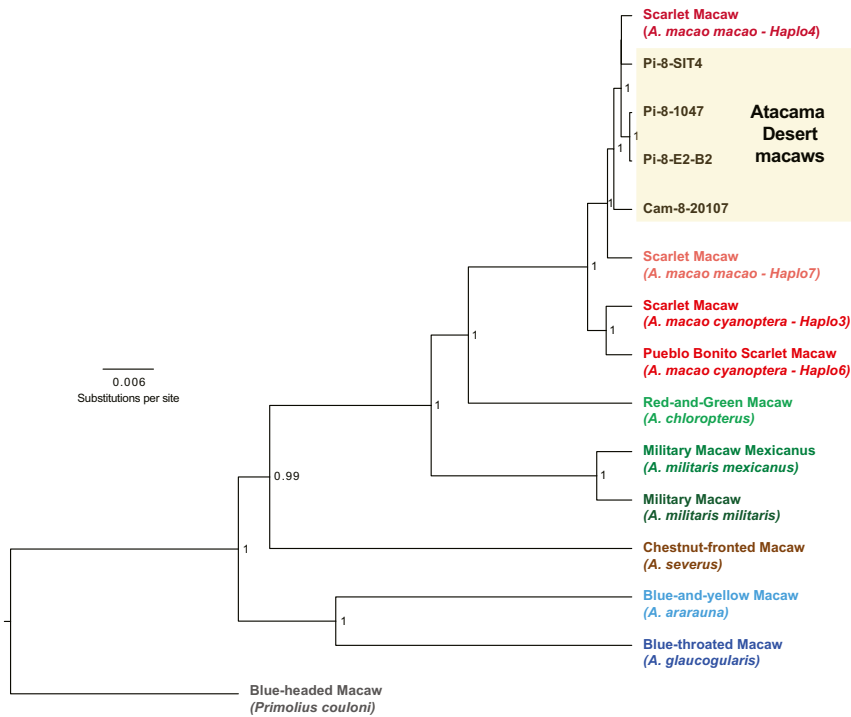 Scarlet Macaw
(A. macao macao - Haplo4)
Pi-8-SIT4
1
Pi-8-1047
1
Atacama
Desert
macaws
1
Pi-8-E2-B2
Cam-8-20107
1
Scarlet Macaw
(A. macao macao - Haplo7)
1
Scarlet Macaw
(A. macao cyanoptera - Haplo3)
1
1
Pueblo Bonito Scarlet Macaw
(A. macao cyanoptera - Haplo6)
0.006
Substitutions per site
Red-and-Green Macaw
(A. chloropterus)
1
Military Macaw Mexicanus
(A. militaris mexicanus)
1
0.99
Military Macaw
(A. militaris militaris)
Chestnut-fronted Macaw
(A. severus)
1
Blue-and-yellow Macaw
(A. ararauna)
1
Blue-throated Macaw
(A. glaucogularis)
Blue-headed Macaw
(Primolius couloni)